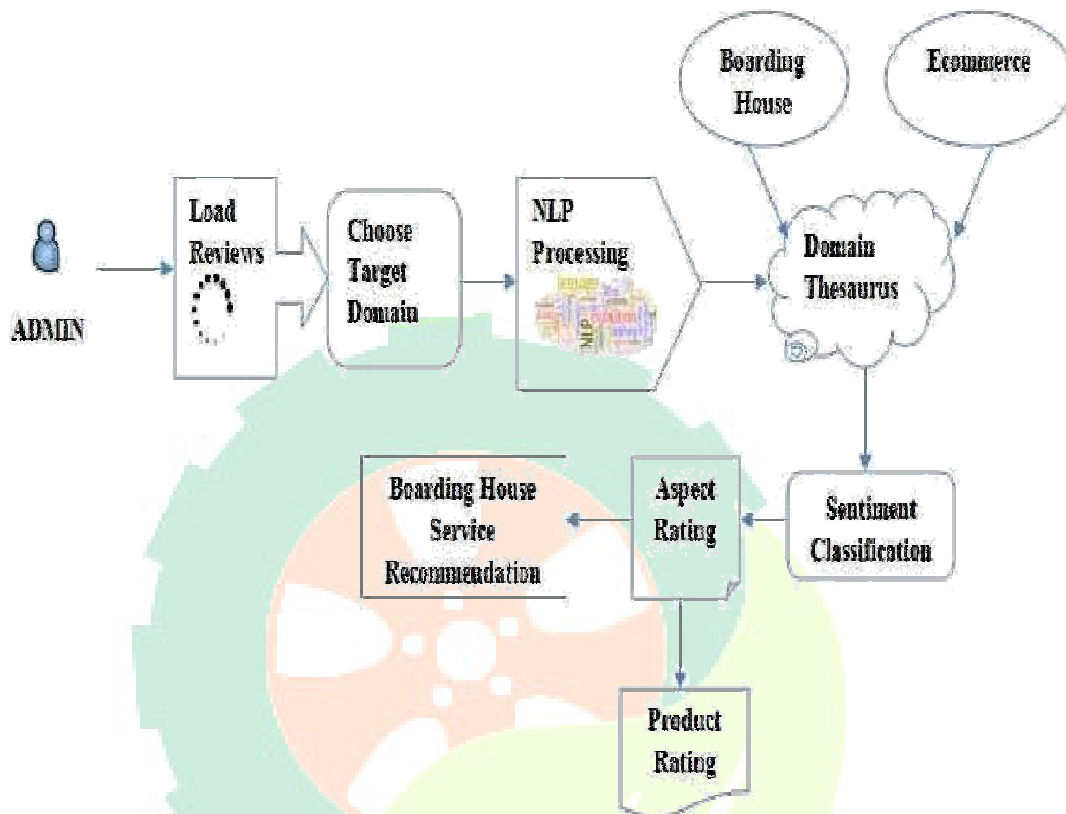 Boarding
House
Ecommerce
ADMIN
Load
Reviews
Choose
Target
Domain
NLP
Processing
NLP
Domain
Thesaurus
Sentiment
Classification
Aspect
Rating
Boarding House
Service
Recommendation
Product
Rating